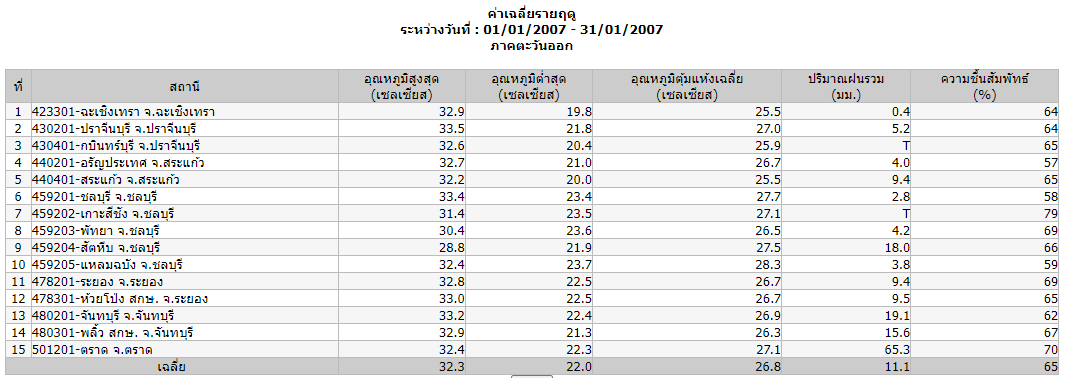 ค่าเฉลี่ยรายฤดู
ระหว่างวันที่ : 01/01/2007 - 31/01/2007
ภาคตะวันออก
ที่ สถานี อุณหภูมิสูงสุด (เซลเซียส) อุณหภูมิต่ำสุด (เซลเซียส) อุณหภูมิตุ้มแห้งเฉลี่ย (เซลเซียส) ปริมาณฝนรวม (มม.) ความชื้นสัมพัทธ์ (%)
1 423301-ฉะเชิงเทรา จ.ฉะเชิงเทรา 32.9 19.8 25.5 0.4 64
2 430201-ปราจีนบุรี จ.ปราจีนบุรี 33.5 21.8 27.0 5.2 64
3 430401-กบินทร์บุรี จ.ปราจีนบุรี 32.6 20.4 25.9 T 65
4 440201-อรัญประเทศ จ.สระแก้ว 32.7 21.0 26.7 4.0 57
5 440401-สระแก้ว จ.สระแก้ว 32.2 20.0 25.5 9.4 65
6 459201-ชลบุรี จ.ชลบุรี 33.4 23.4 27.7 2.8 58
7 459202-เกาะสีชัง จ.ชลบุรี 31.4 23.5 27.1 T 79
8 459203-พัทยา จ.ชลบุรี 30.4 23.6 26.5 4.2 69
9 459204-สัตหีบ จ.ชลบุรี 28.8 21.9 27.5 18.0 66
10 459205-แหลมฉบัง จ.ชลบุรี 32.4 23.7 28.3 3.8 59
11 478201-ระยอง จ.ระยอง 32.8 22.5 26.7 9.4 69
12 478301-ห้วยโป่ง สกษ. จ.ระยอง 33.0 22.5 26.7 9.5 65
13 480201-จันทบุรี จ.จันทบุรี 33.2 22.4 26.9 19.1 62
14 480301-พลิ้ว สกษ. จ.จันทบุรี 32.9 21.3 26.3 15.6 67
15 501201-ตราด จ.ตราด 32.4 22.3 27.1 65.3 70
เฉลี่ย 32.3 22.0 26.8 11.1 65